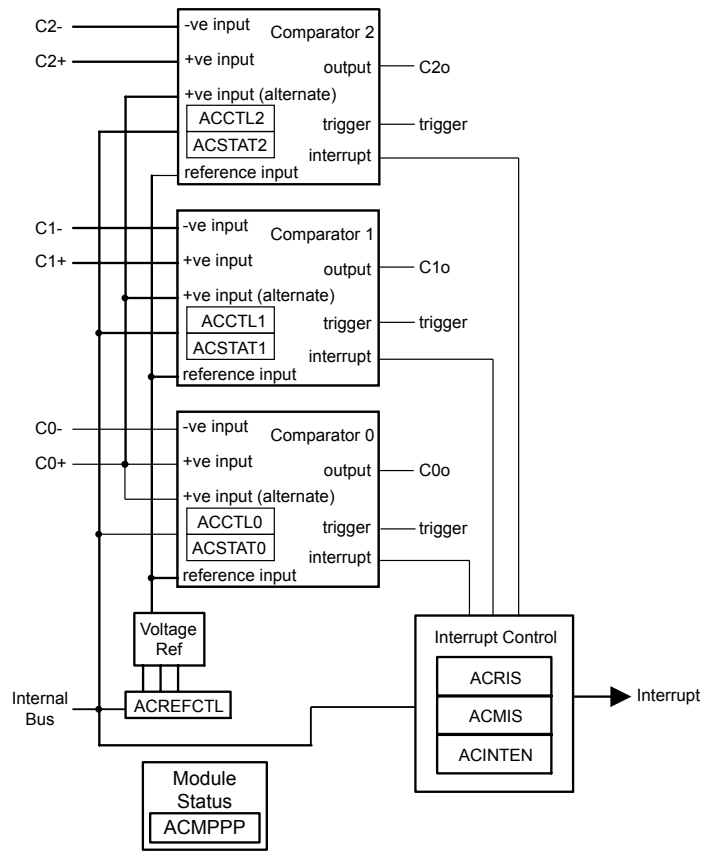 C2-
-ve input
Comparator 2
C2+
+ve input
output
C2o
+ve input (alternate)
ACCTL2
trigger
trigger
ACSTAT2
interrupt
reference input
C1-
-ve input
Comparator 1
C1+
+ve input
output
C1o
+ve input (alternate)
ACCTL1
trigger
trigger
ACSTAT1
interrupt
reference input
C0-
-ve input
Comparator 0
C0+
+ve input
output
C0o
+ve input (alternate)
ACCTL0
trigger
trigger
ACSTAT0
interrupt
reference input
Voltage
Ref
Interrupt Control
ACRIS
Internal
Bus
ACREFCTL
ACMIS
Interrupt
ACINTEN
Module
Status
ACMPPP